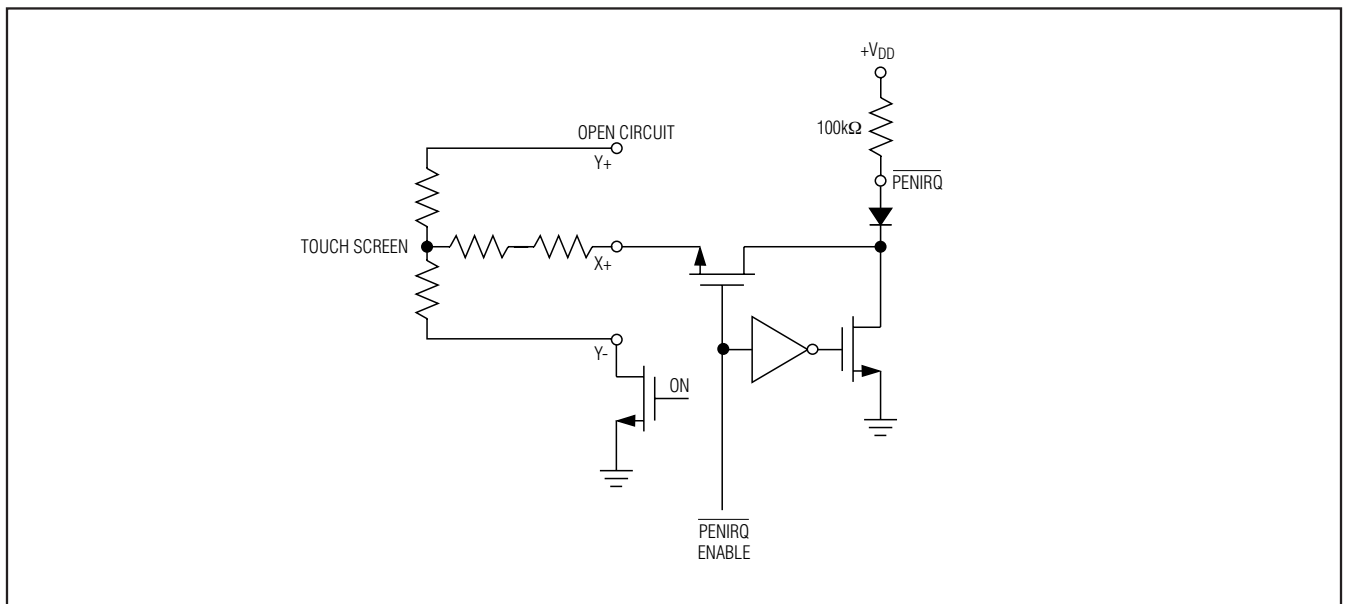 +VDD
100kΩ
OPEN CIRCUIT
Y+
PENIRQ
TOUCH SCREEN
X+
Y-
ON
PENIRQ
ENABLE